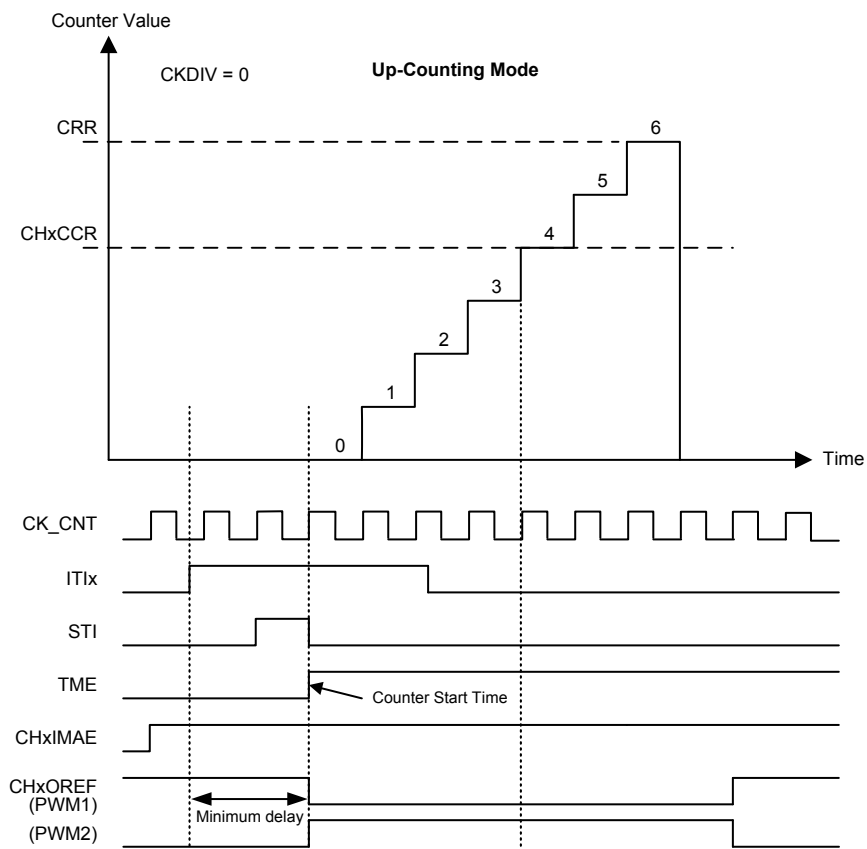 Counter Value
CKDIV = 0
Up-Counting Mode
CRR
6
5
CHxCCR
4
3
2
1
0
Time
CK_CNT
ITIx
STI
TME
Counter Start Time
CHxIMAE
CHxOREF
(PWM1)
Minimum delay
(PWM2)